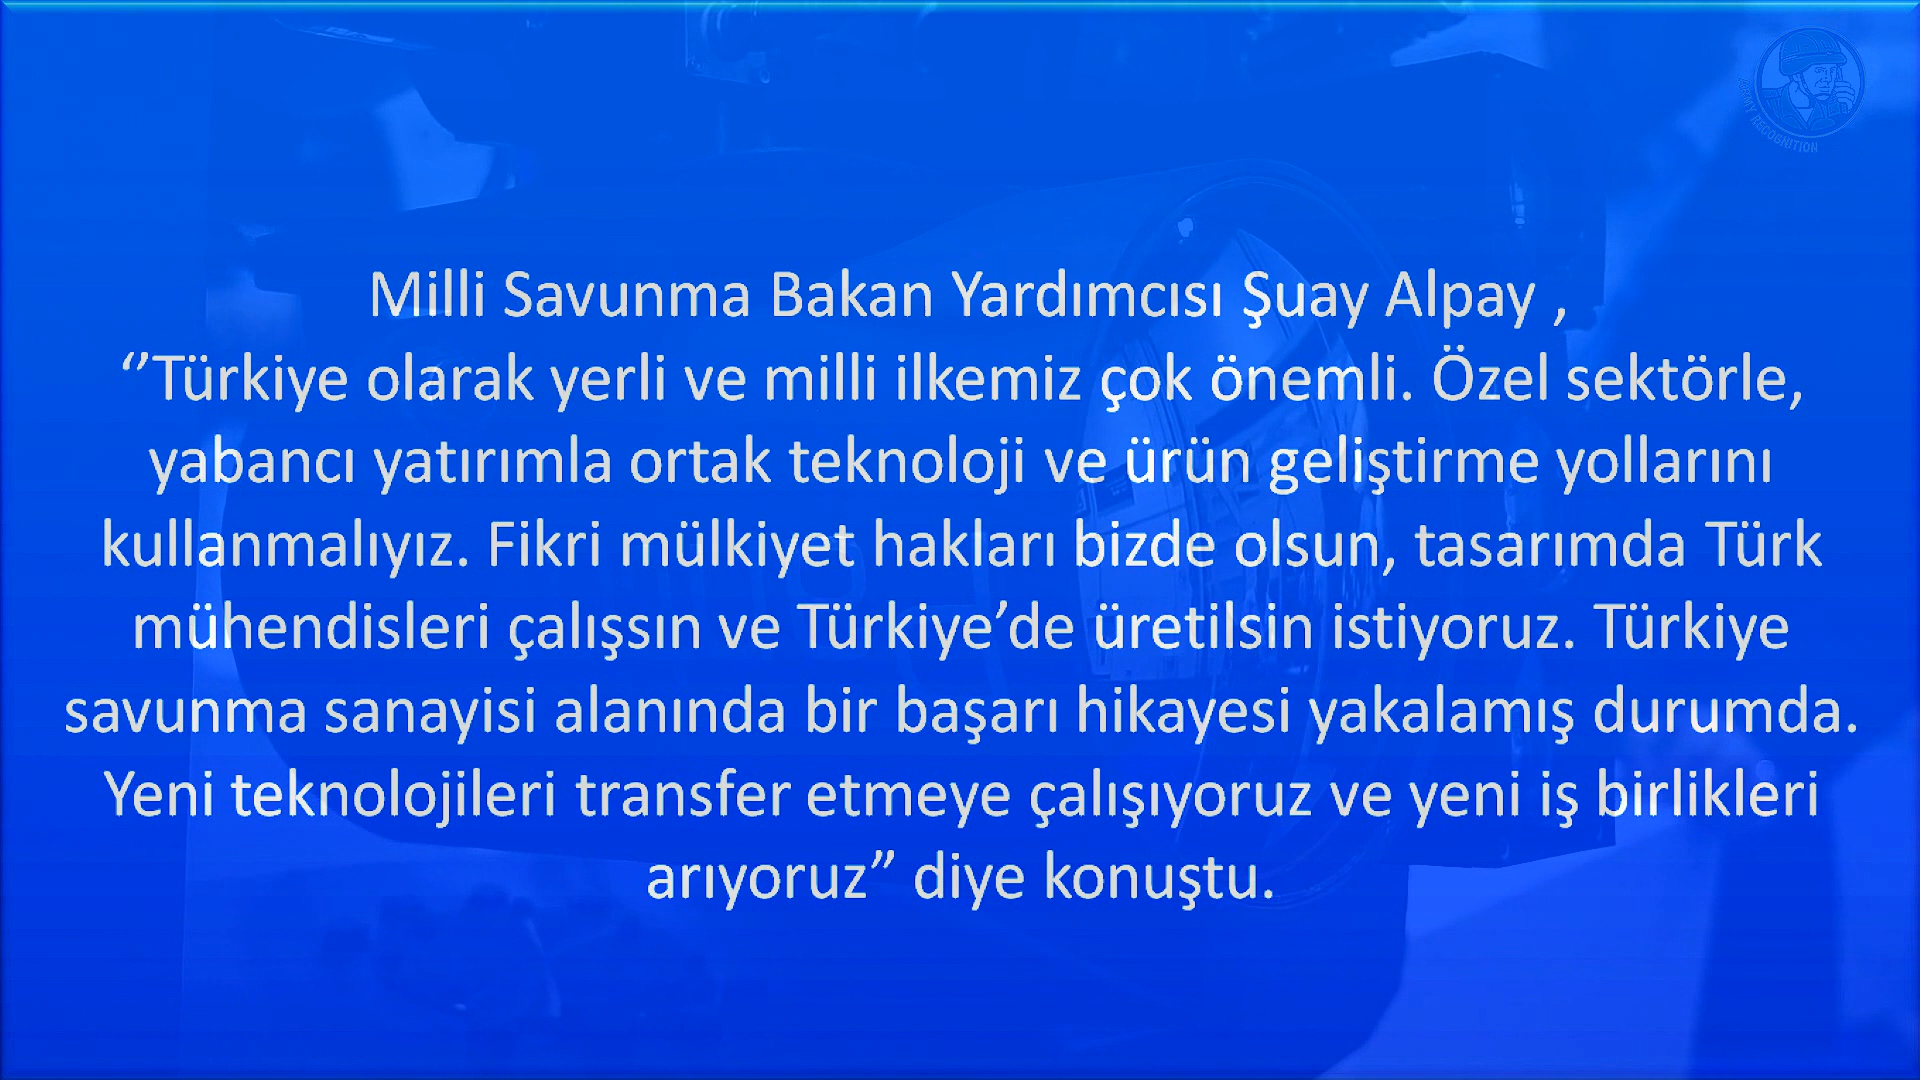 ARMY RECOGNITION
Milli Savunma Bakan Yardımcısı Şuay Alpay ,
‘’Türkiye olarak yerli ve milli ilkemiz çok önemli. Özel sektörle,
yabancı yatırımla ortak teknoloji ve ürün geliştirme yollarını
kullanmalıyız. Fikri mülkiyet hakları bizde olsun, tasarımda Türk
mühendisleri çalışsın ve Türkiye’de üretilsin istiyoruz. Türkiye
savunma sanayisi alanında bir başarı hikayesi yakalamış durumda.
Yeni teknolojileri transfer etmeye çalışıyoruz ve yeni iş birlikleri
arıyoruz’’ diye konuştu.